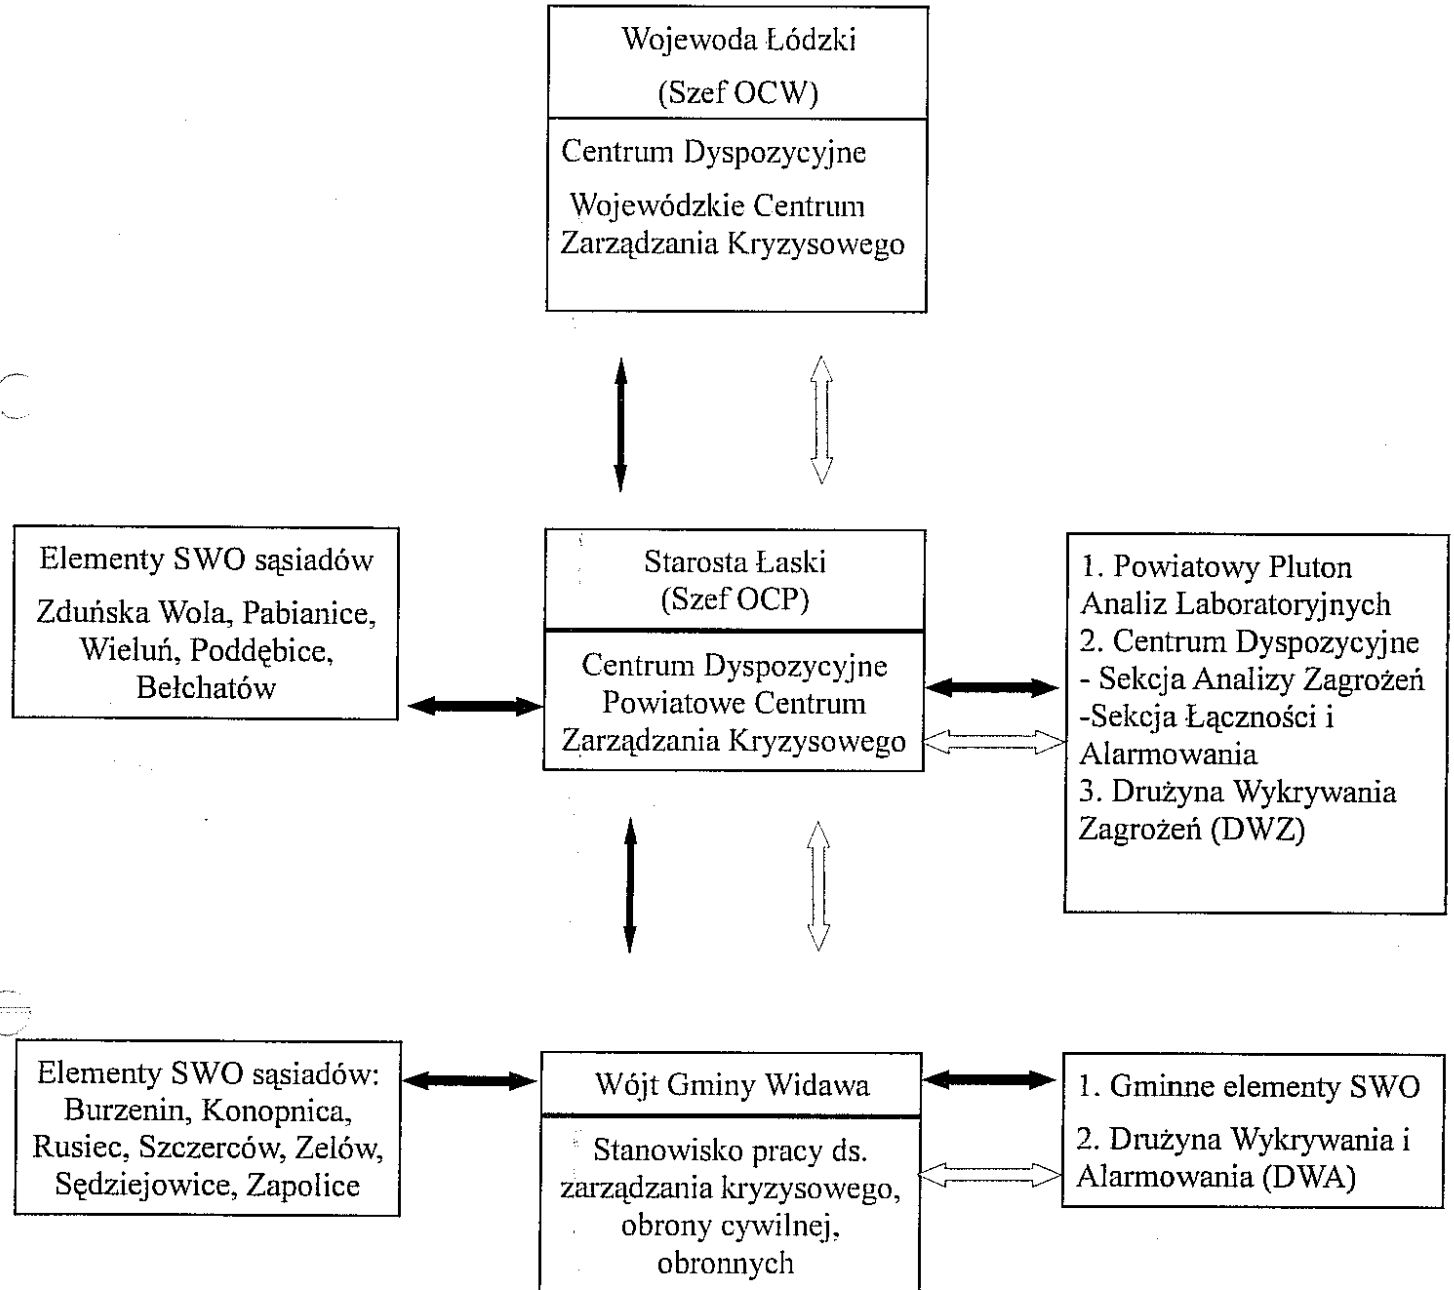 Wojewoda Łódzki
(Szef OCW)
Centrum Dyspozycyjne
Wojewódzkie Centrum
Zarządzania Kryzysowego
Elementy SWO sąsiadów
Zduńska Wola, Pabianice,
Wieluń, Poddębice,
Bełchatów
Starosta Łaski
(Szef OCP)
Centrum Dyspozycyjne
Powiatowe Centrum
Zarządzania Kryzysowego
1. Powiatowy Pluton
Analiz Laboratoryjnych
2. Centrum Dyspozycyjne
- Sekcja Analizy Zagrożeń
-Sekcja Łączności i
Alarmowania
3. Drużyna Wykrywania
Zagrożeń (DWZ)
Elementy SWO sąsiadów:
Burzenin, Konopnica,
Rusiec, Szczerców, Zelów,
Sędziejowice, Zapolice
Wójt Gminy Widawa
Stanowisko pracy ds.
zarządzania kryzysowego,
obrony cywilnej,
obronnych
1. Gminne elementy SWO
2. Drużyna Wykrywania i
Alarmowania (DWA)